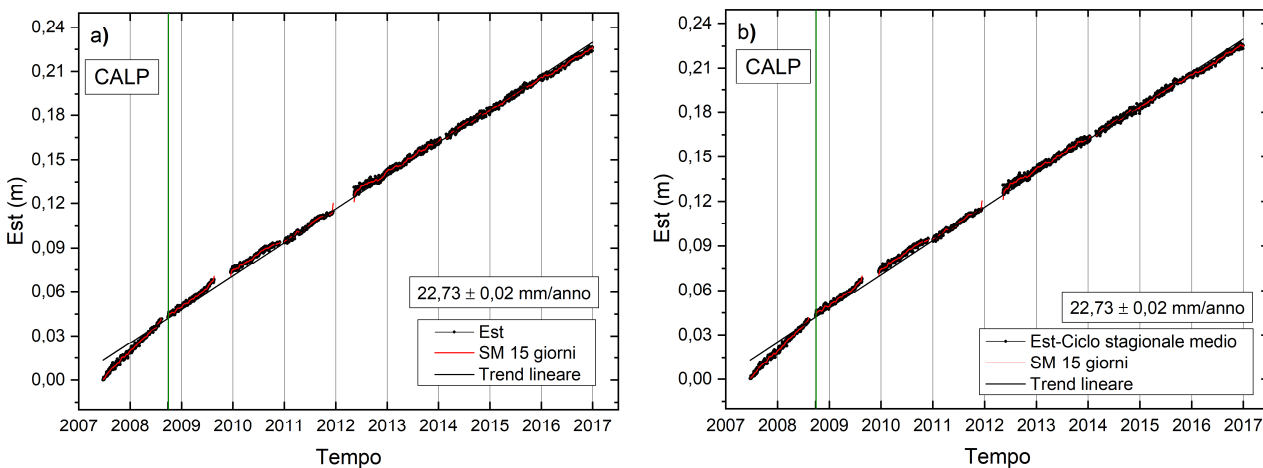 a)
CALP
0,24
0,21
0,18
0,15
0,12
0,09
0,06
0,03
0,00
Est (m)
22,73 ± 0,02 mm/anno
Est
SM 15 giorni
Trend lineare
2007 2008 2009 2010 2011 2012 2013 2014 2015 2016 2017
Tempo
b)
CALP
0,24
0,21
0,18
0,15
0,12
0,09
0,06
0,03
0,00
Est (m)
22,73 ± 0,02 mm/anno
Est-Ciclo stagionale medio
SM 15 giorni
Trend lineare
2007 2008 2009 2010 2011 2012 2013 2014 2015 2016 2017
Tempo